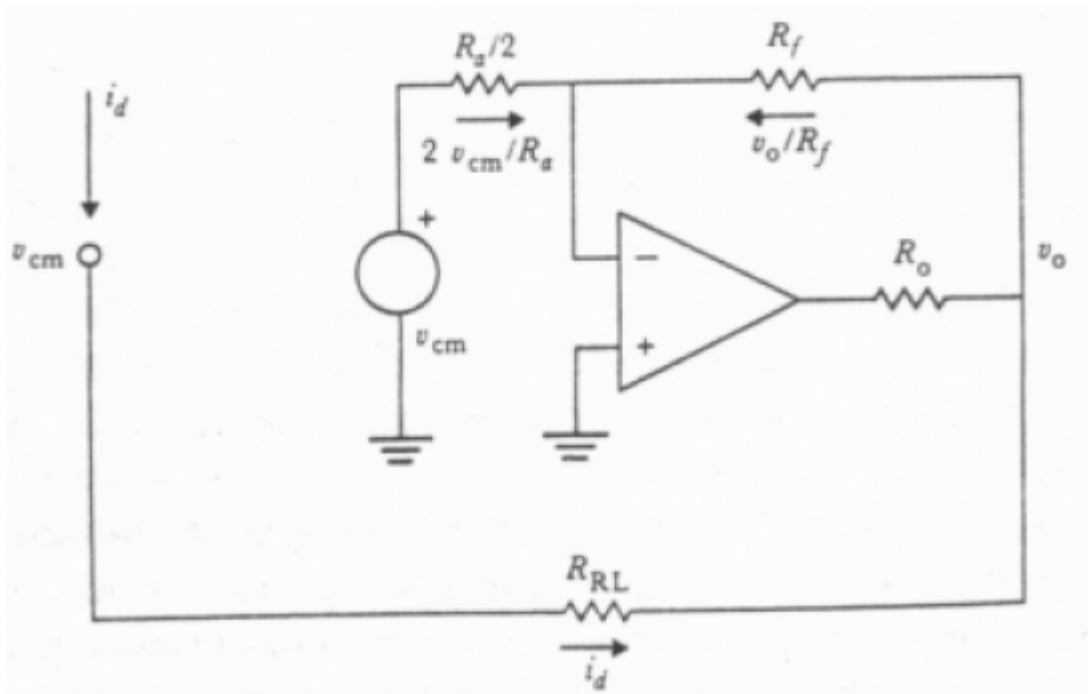 R_a/2
R_f
i_d
2 v_cm/R_a
v_o/R_f
v_cm
+
−
R_o
v_o
v_cm
+
R_RL
i_d